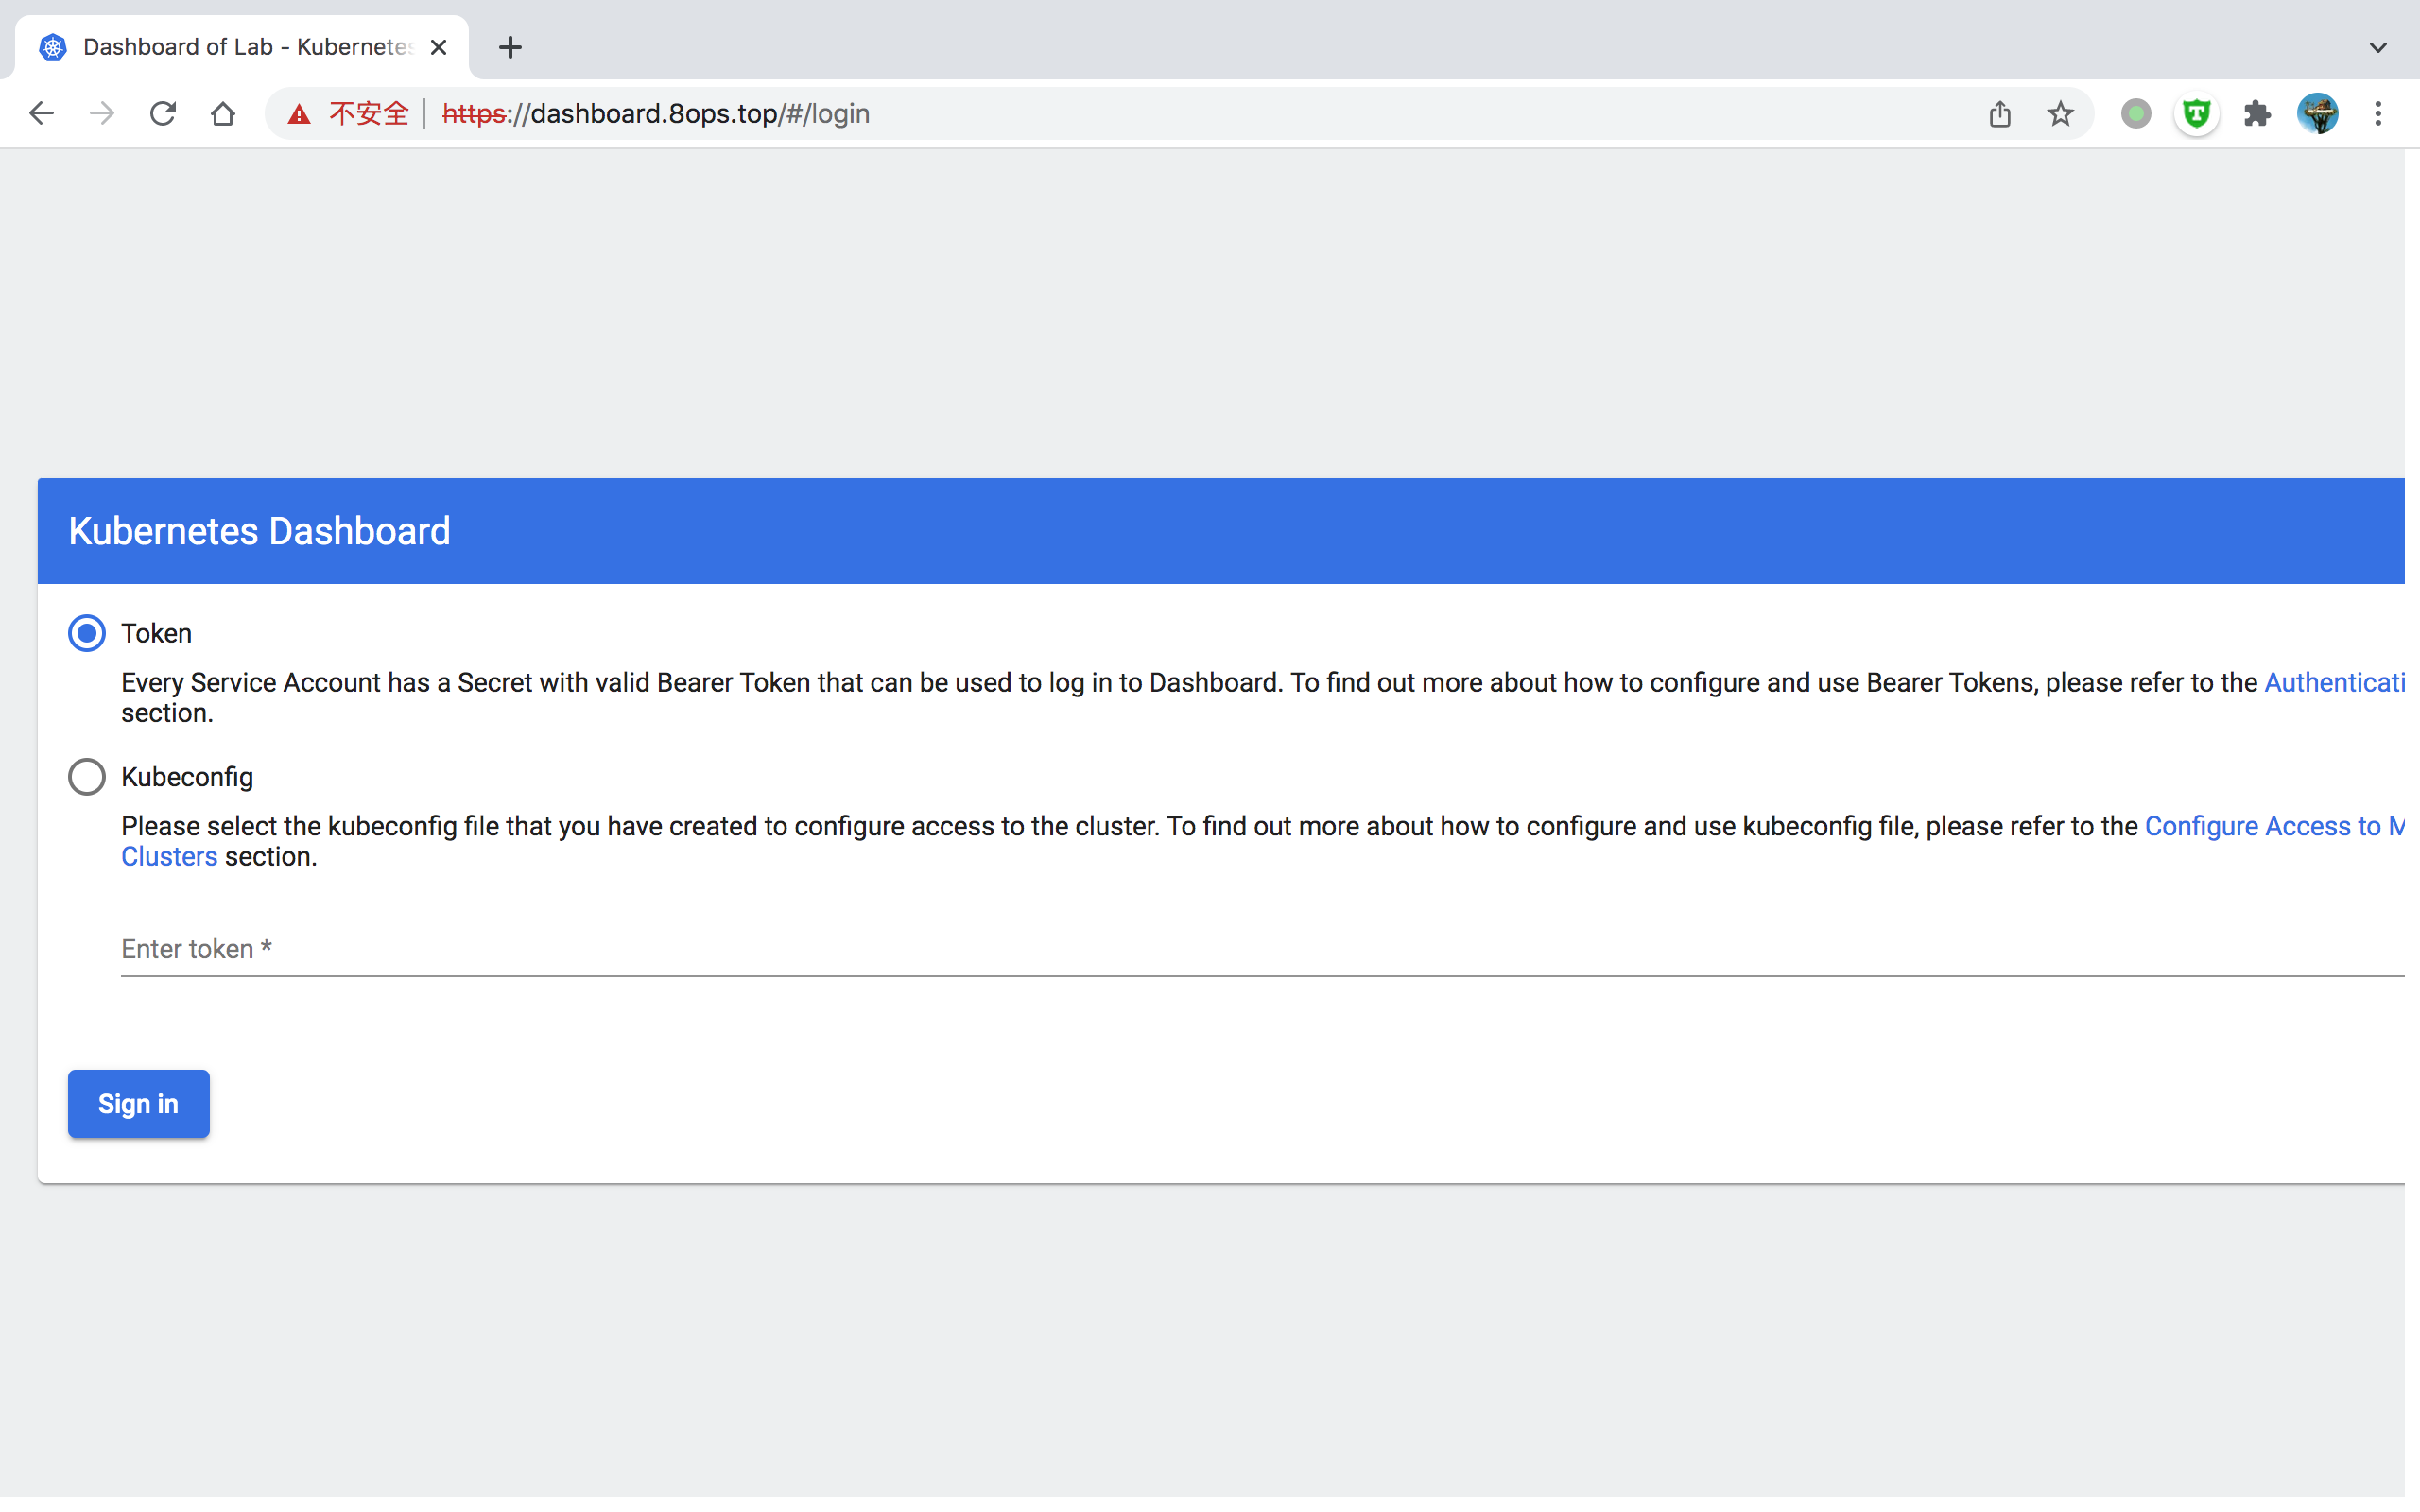 Dashboard of Lab - Kubernetes
不安全 https://dashboard.8ops.top/#/login
Kubernetes Dashboard
Token
Every Service Account has a Secret with valid Bearer Token that can be used to log in to Dashboard. To find out more about how to configure and use Bearer Tokens, please refer to the Authenticati
section.
Kubeconfig
Please select the kubeconfig file that you have created to configure access to the cluster. To find out more about how to configure and use kubeconfig file, please refer to the Configure Access to M
Clusters section.
Enter token *
Sign in